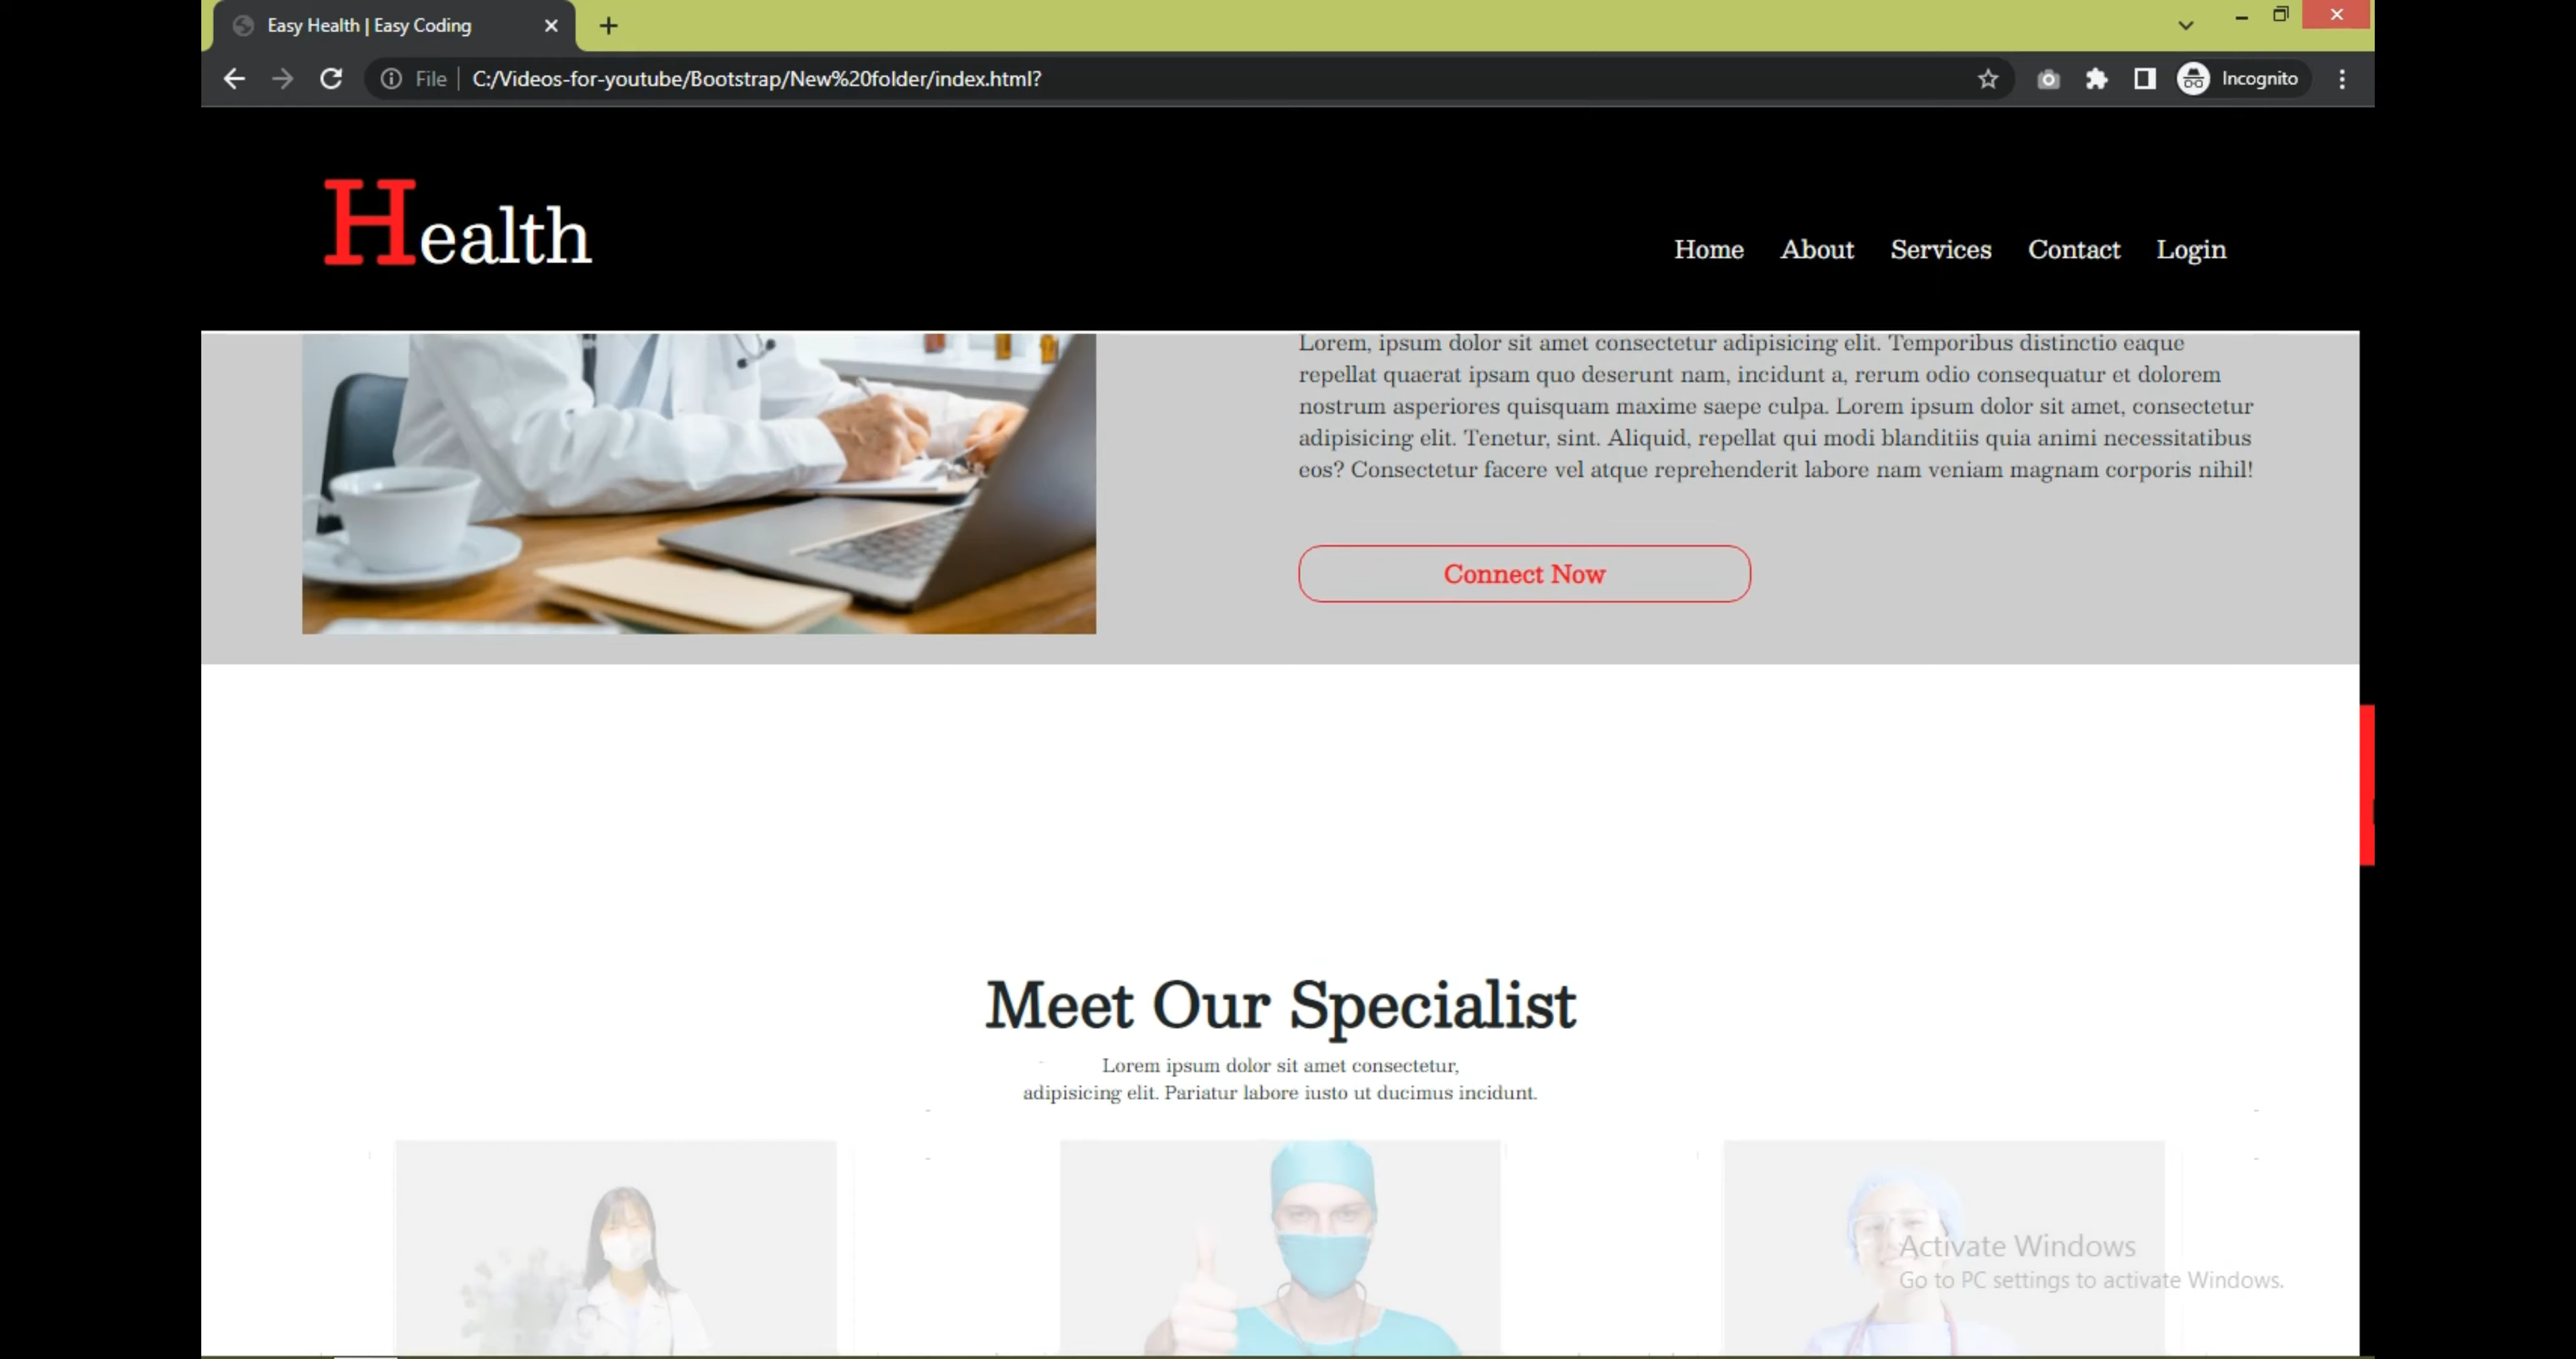 Easy Health | Easy Coding
File
C:/Videos-for-youtube/Bootstrap/New%20folder/index.html?
Incognito
Health
Home About Services Contact Login
Lorem, ipsum dolor sit amet consectetur adipisicing elit. Temporibus distinctio eaque
repellat quaerat ipsam quo deserunt nam, incidunt a, rerum odio consequatur et dolorem
nostrum asperiores quisquam maxime saepe culpa. Lorem ipsum dolor sit amet, consectetur
adipisicing elit. Tenetur, sint. Aliquid, repellat qui modi blanditiis quia animi necessitatibus
eos? Consectetur facere vel atque reprehenderit labore nam veniam magnam corporis nihil!
Connect Now
Meet Our Specialist
Lorem ipsum dolor sit amet consectetur,
adipisicing elit. Pariatur labore iusto ut ducimus incidunt.
Activate Windows
Go to PC settings to activate Windows.